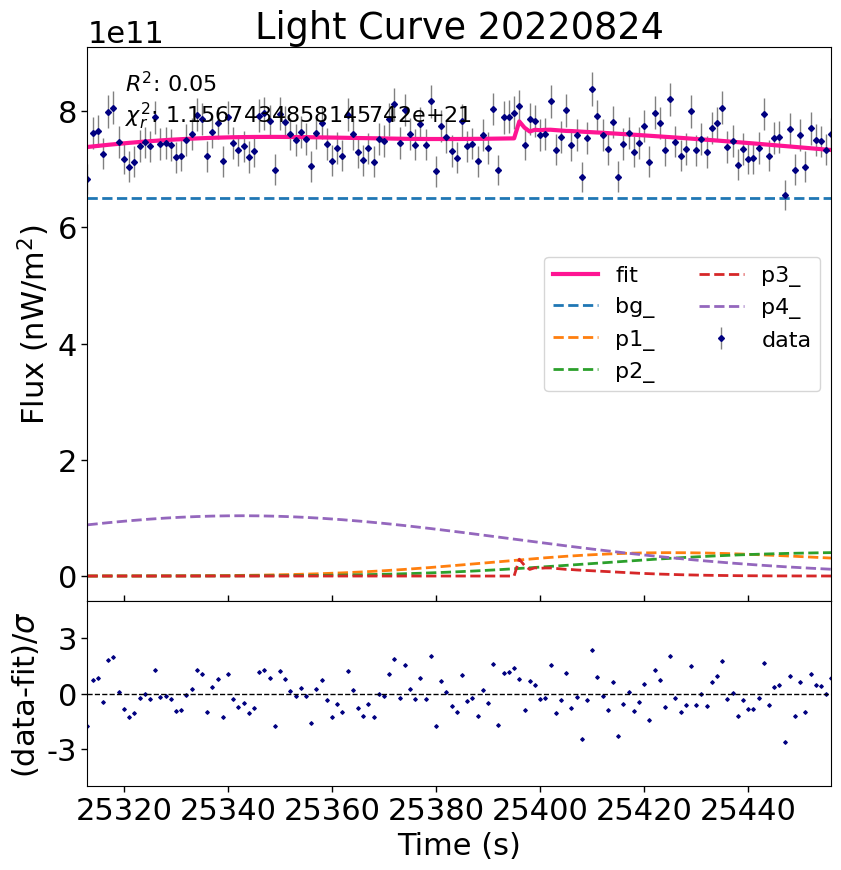 Light Curve 20220824
1e11
R²: 0.05
χ²ᵣ: 1.1567434858145742e+21
8
6
4
2
0
Flux (nW/m²)
fit
bg_
p1_
p2_
p3_
p4_
data
3
0
-3
(data-fit)/σ
25320 25340 25360 25380 25400 25420 25440
Time (s)